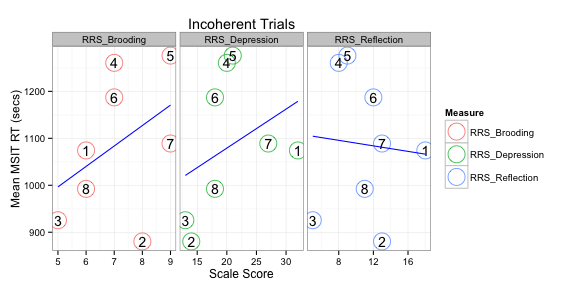 Incoherent Trials
RRS_Brooding RRS_Depression RRS_Reflection
Mean MSIT RT (secs)
1200
1100
1000
900
4 5 6 1 7 8 3 2
5 4 6 7 1 8 3 2
5 4 6 7 1 8 3 2
5 6 7 8 9 15 20 25 30 8 12 16
Scale Score
Measure
RRS_Brooding
RRS_Depression
RRS_Reflection